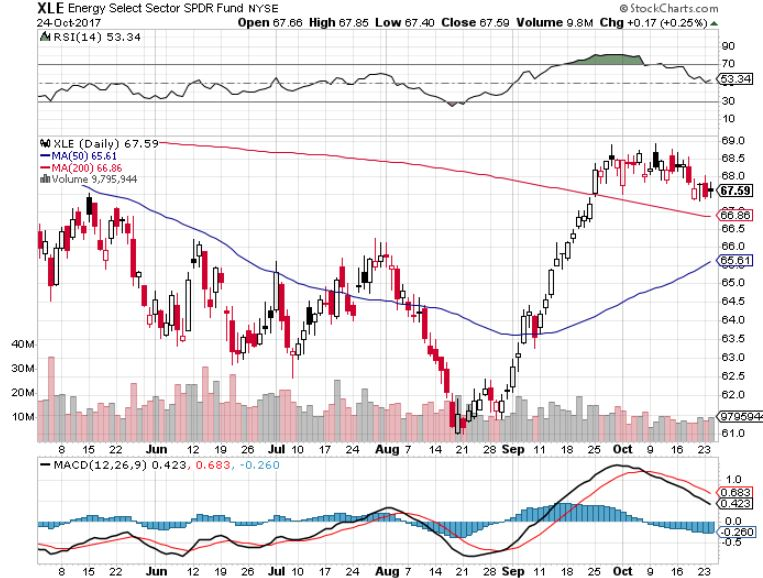 XLE Energy Select Sector SPDR Fund NYSE © StockCharts.com
24-Oct-2017 Open 67.66 High 67.85 Low 67.40 Close 67.59 Volume 9.8M Chg +0.17 (+0.25%)
RSI(14) 53.34
90
70
53.34
30
10
XLE (Daily) 67.59
MA(50) 65.61
MA(200) 66.86
Volume 9,795,944
69.0
68.5
68.0
67.59
66.86
66.5
66.0
65.61
65.0
64.5
64.0
63.5
63.0
62.5
62.0
61.0
40M
30M
20M
10M
9795944
8 15 22 Jun 12 19 26 Jul 10 17 24 Aug 7 14 21 28 Sep 11 18 25 Oct 9 16 23
MACD(12,26,9) 0.423, 0.683, -0.260
1.0
0.683
0.423
0.0
-0.260
-0.5
8 15 22 Jun 12 19 26 Jul 10 17 24 Aug 7 14 21 28 Sep 11 18 25 Oct 9 16 23